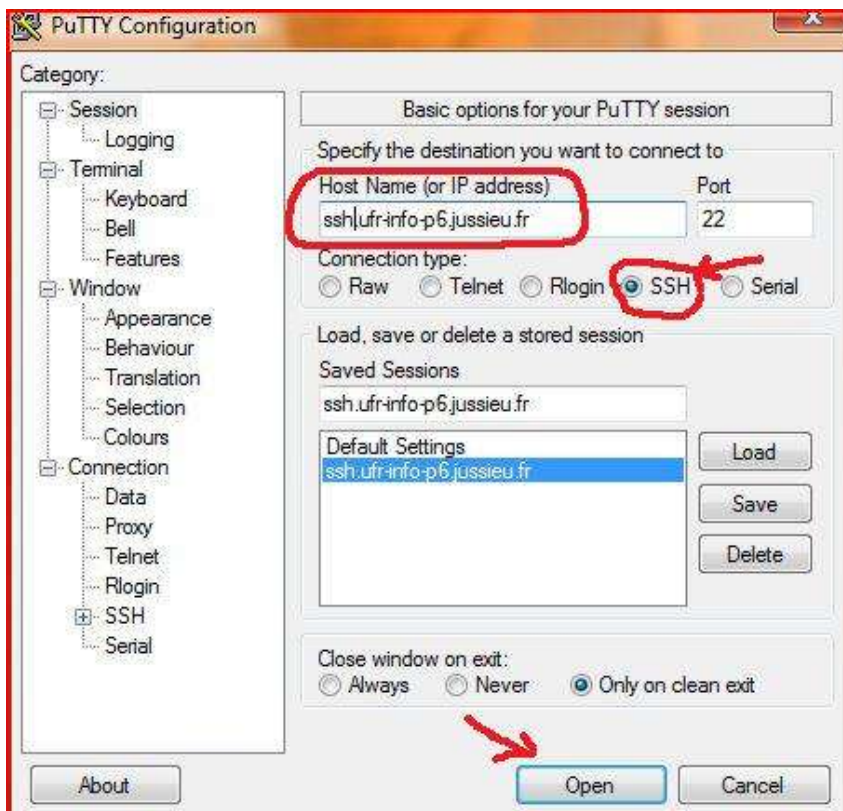 PuTTY Configuration
Category:
Session
Logging
Terminal
Keyboard
Bell
Features
Window
Appearance
Behaviour
Translation
Selection
Colours
Connection
Data
Proxy
Telnet
Rlogin
SSH
Serial
Basic options for your PuTTY session
Specify the destination you want to connect to
Host Name (or IP address) Port
ssh.ufr-info-p6.jussieu.fr 22
Connection type:
Raw Telnet Rlogin SSH Serial
Load, save or delete a stored session
Saved Sessions
ssh.ufr-info-p6.jussieu.fr
Default Settings
ssh.ufr-info-p6.jussieu.fr
Load
Save
Delete
Close window on exit:
Always Never Only on clean exit
About Open Cancel